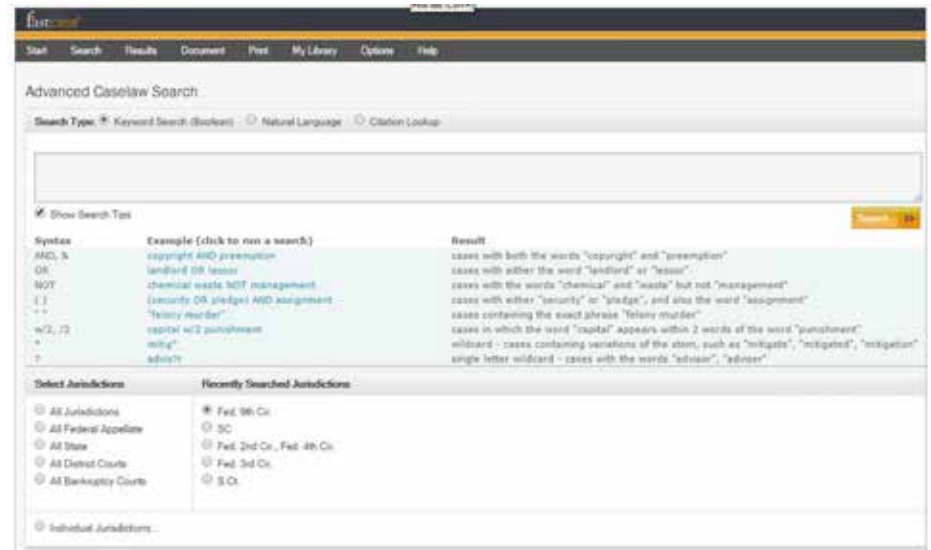 fastcase
Start Search Results Document Print My Library Options Help
Advanced Caselaw Search
Search Type: Keyword Search (Boolean) Natural Language Citation Lookup
Show Search Tips
Search >>
Syntax Example (click to run a search) Result
AND, & copyright AND preemption cases with both the words "copyright" and "preemption"
OR landlord OR lessor cases with either the word "landlord" or "lessor"
NOT chemical waste NOT management cases with the words "chemical" and "waste" but not "management"
( ) (security OR pledge) AND assignment cases with either "security" or "pledge", and also the word "assignment"
" " "felony murder" cases containing the exact phrase "felony murder"
w/2, /2 capital w/2 punishment cases in which the word "capital" appears within 2 words of the word "punishment"
* mitig* wildcard - cases containing variations of the stem, such as "mitigate", "mitigated", "mitigation"
? advis?r single letter wildcard - cases with the words "advisor", "adviser"
Select Jurisdictions Recently Searched Jurisdictions
All Jurisdictions Fed. 9th Cir.
All Federal Appellate SC
All State Fed. 2nd Cir., Fed. 4th Cir.
All District Courts Fed. 3rd Cir.
All Bankruptcy Courts S.Ct.
Individual Jurisdictions...